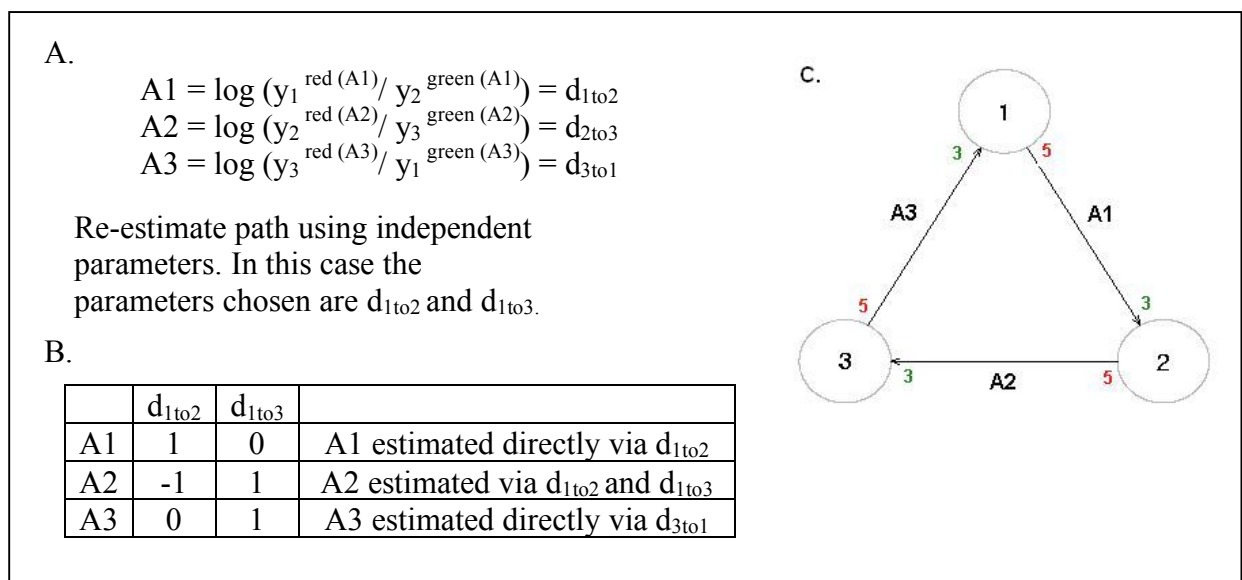 A.
A1 = log (y1 red (A1)/ y2 green (A1)) = d1to2
A2 = log (y2 red (A2)/ y3 green (A2)) = d2to3
A3 = log (y3 red (A3)/ y1 green (A3)) = d3to1
Re-estimate path using independent
parameters. In this case the
parameters chosen are d1to2 and d1to3.
B.
d1to2 d1to3
A1 1 0 A1 estimated directly via d1to2
A2 -1 1 A2 estimated via d1to2 and d1to3
A3 0 1 A3 estimated directly via d3to1
C.
1
3 5
A3 A1
5 3
3 2
3 A2 5